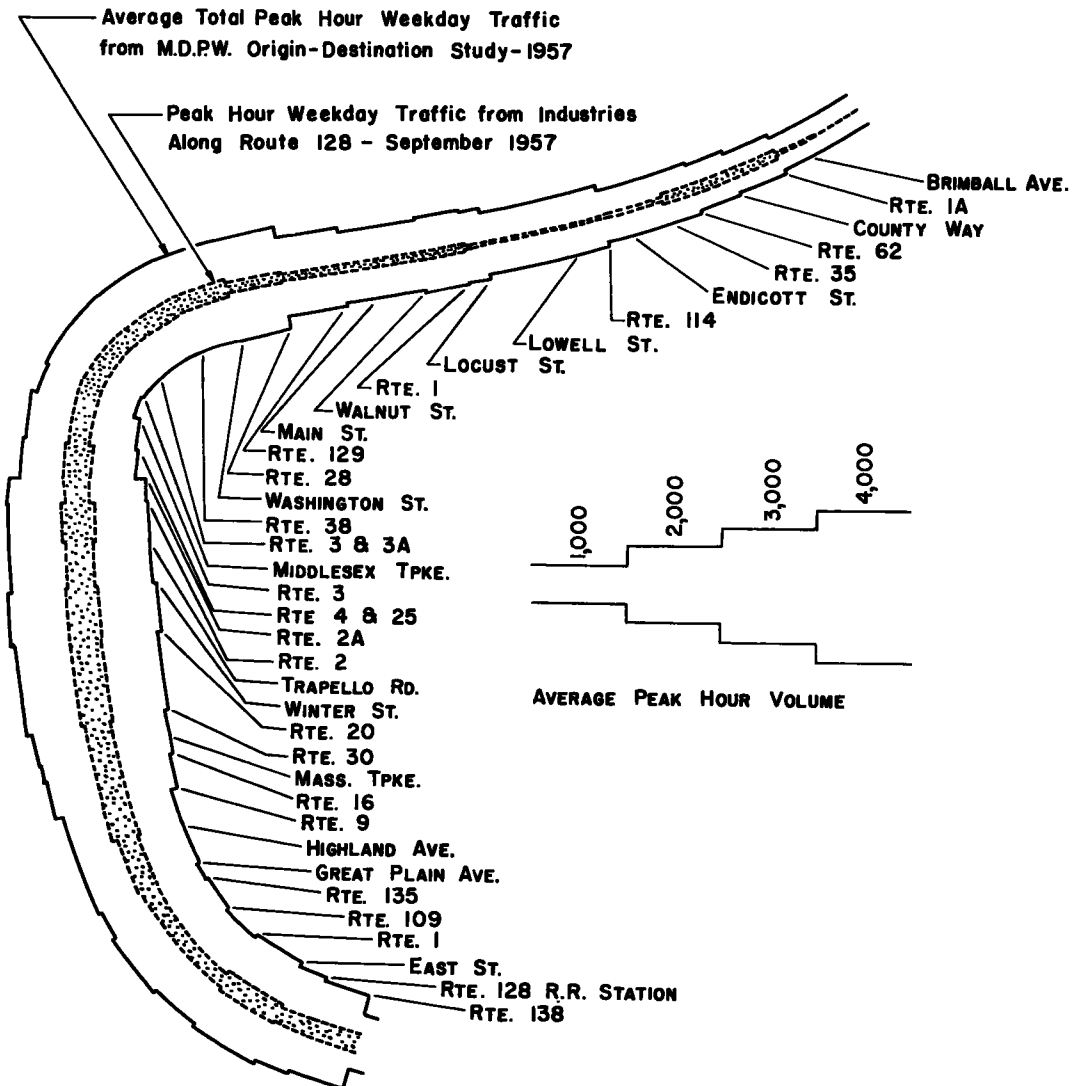 Average Total Peak Hour Weekday Traffic
from M.D.P.W. Origin-Destination Study-1957
Peak Hour Weekday Traffic from Industries
Along Route 128 - September 1957
BRIMBALL AVE.
RTE. 1A
COUNTY WAY
RTE. 62
RTE. 35
ENDICOTT ST.
RTE. 114
LOWELL ST.
LOCUST ST.
RTE. 1
WALNUT ST.
MAIN ST.
RTE. 129
RTE. 28
WASHINGTON ST.
RTE. 38
RTE. 3 & 3A
MIDDLESEX TPKE.
RTE. 3
RTE 4 & 25
RTE. 2A
RTE. 2
TRAPELLO RD.
WINTER ST.
RTE. 20
RTE. 30
MASS. TPKE.
RTE. 16
RTE. 9
HIGHLAND AVE.
GREAT PLAIN AVE.
RTE. 135
RTE. 109
RTE. 1
EAST ST.
RTE. 128 R.R. STATION
RTE. 138
1,000
2,000
3,000
4,000
AVERAGE PEAK HOUR VOLUME